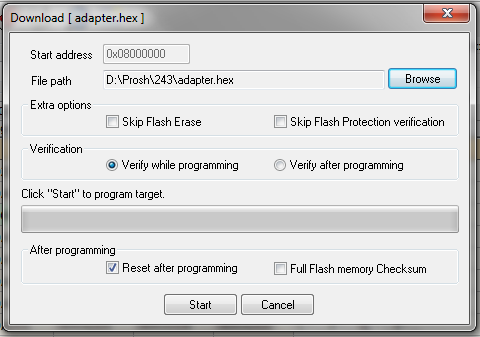 Download [ adapter.hex ]
Start address 0x08000000
File path D:\Prosh\243\adapter.hex Browse
Extra options
Skip Flash Erase Skip Flash Protection verification
Verification
Verify while programming Verify after programming
Click "Start" to program target.
After programming
Reset after programming Full Flash memory Checksum
Start Cancel